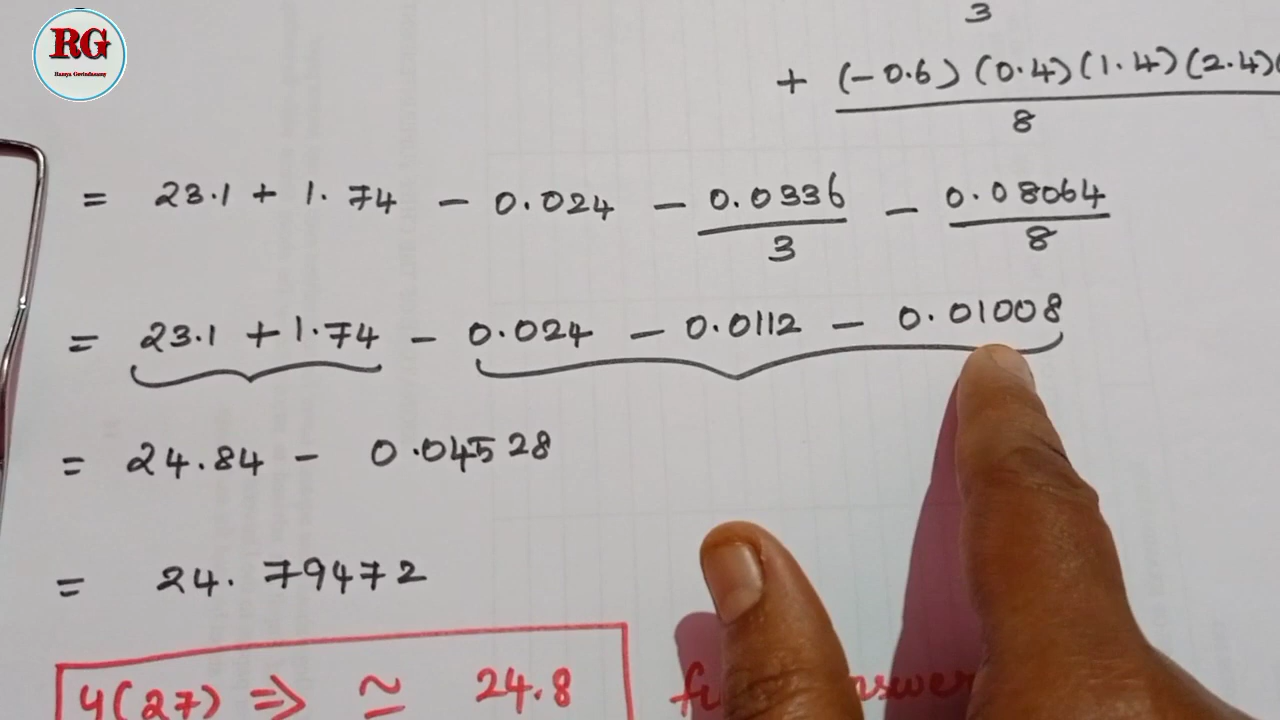 RG
Ramya Govindasamy
3
+ (-0.6)(0.4)(1.4)(2.4)(
8
= 23.1 + 1.74 - 0.024 - 0.0336/3 - 0.08064/8
= 23.1 + 1.74 - 0.024 - 0.0112 - 0.01008
= 24.84 - 0.04528
= 24.79472
y(27) => ≃ 24.8